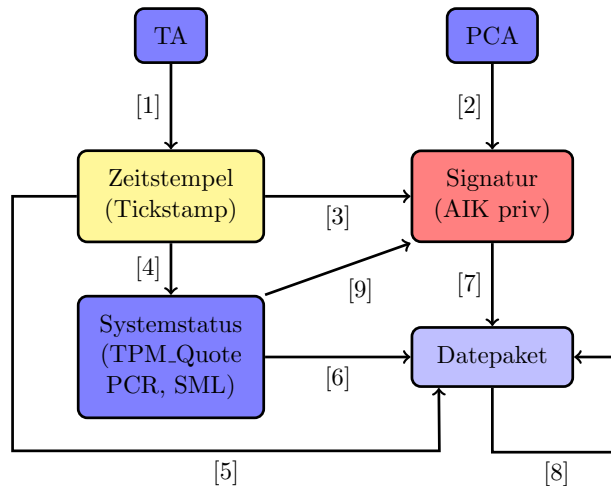 TA
PCA
[1]
[2]
Zeitstempel
(Tickstamp)
Signatur
(AIK priv)
[3]
[4]
[9]
[7]
Systemstatus
(TPM_Quote
PCR, SML)
[6]
Datepaket
[5]
[8]